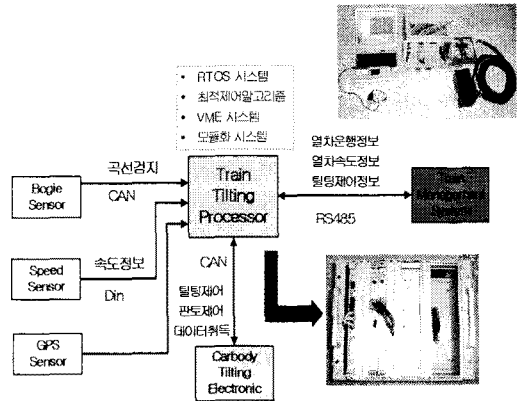 • RTOS 시스템
• 최적제어알고리즘
• VME 시스템
• 모듈화 시스템
Bogie
Sensor
곡선검지
CAN
Train
Tilting
Processor
열차운행정보
열차속도정보
틸팅제어정보
RS485
Train
Management
System
Speed
Sensor
속도정보
Din
GPS
Sensor
CAN
틸팅제어
판토제어
데이터취득
Carbody
Tilting
Electronic